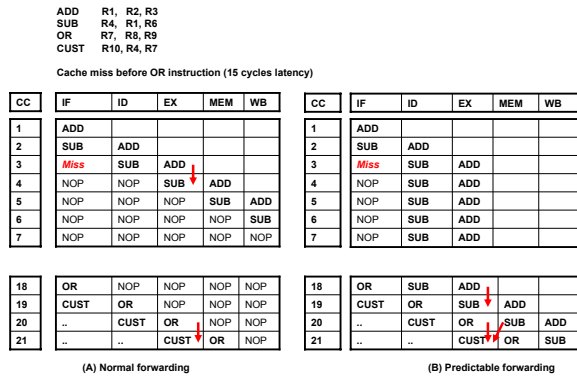 ADD R1, R2, R3
SUB R4, R1, R6
OR R7, R8, R9
CUST R10, R4, R7
Cache miss before OR instruction (15 cycles latency)
CC IF ID EX MEM WB
1 ADD
2 SUB ADD
3 Miss SUB ADD
4 NOP NOP SUB ADD
5 NOP NOP NOP SUB ADD
6 NOP NOP NOP NOP SUB
7 NOP NOP NOP NOP NOP
18 OR NOP NOP NOP NOP
19 CUST OR NOP NOP NOP
20 .. CUST OR NOP NOP
21 .. .. CUST OR NOP
(A) Normal forwarding
CC IF ID EX MEM WB
1 ADD
2 SUB ADD
3 Miss SUB ADD
4 NOP SUB ADD
5 NOP SUB ADD
6 NOP SUB ADD
7 NOP SUB ADD
18 OR SUB ADD
19 CUST OR SUB ADD
20 .. CUST OR SUB ADD
21 .. .. CUST OR SUB
(B) Predictable forwarding